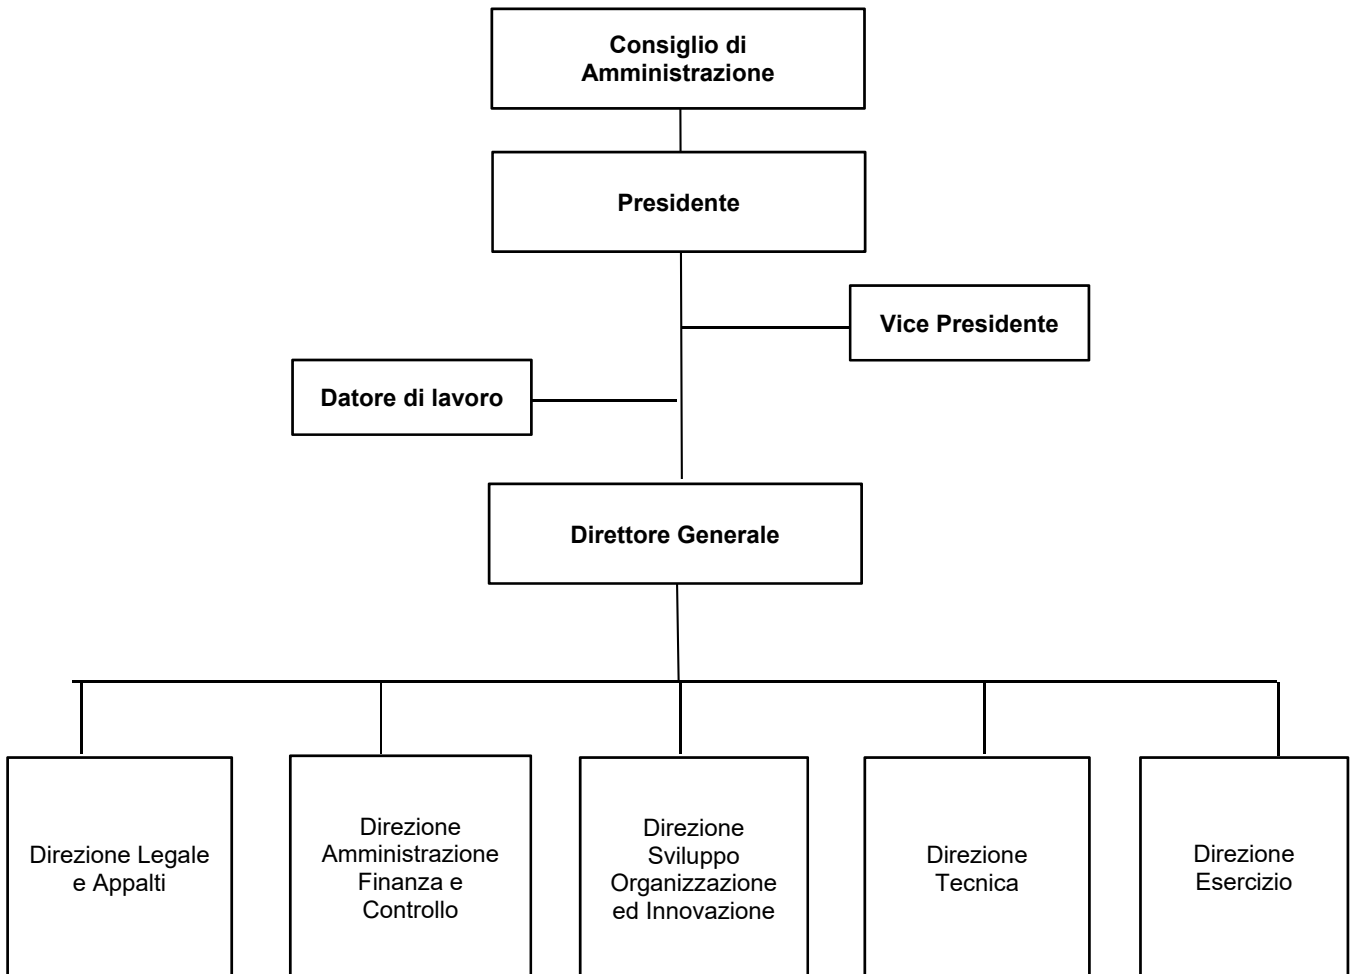 Consiglio di
Amministrazione
Presidente
Vice Presidente
Datore di lavoro
Direttore Generale
Direzione Legale
e Appalti
Direzione
Amministrazione
Finanza e
Controllo
Direzione
Sviluppo
Organizzazione
ed Innovazione
Direzione
Tecnica
Direzione
Esercizio